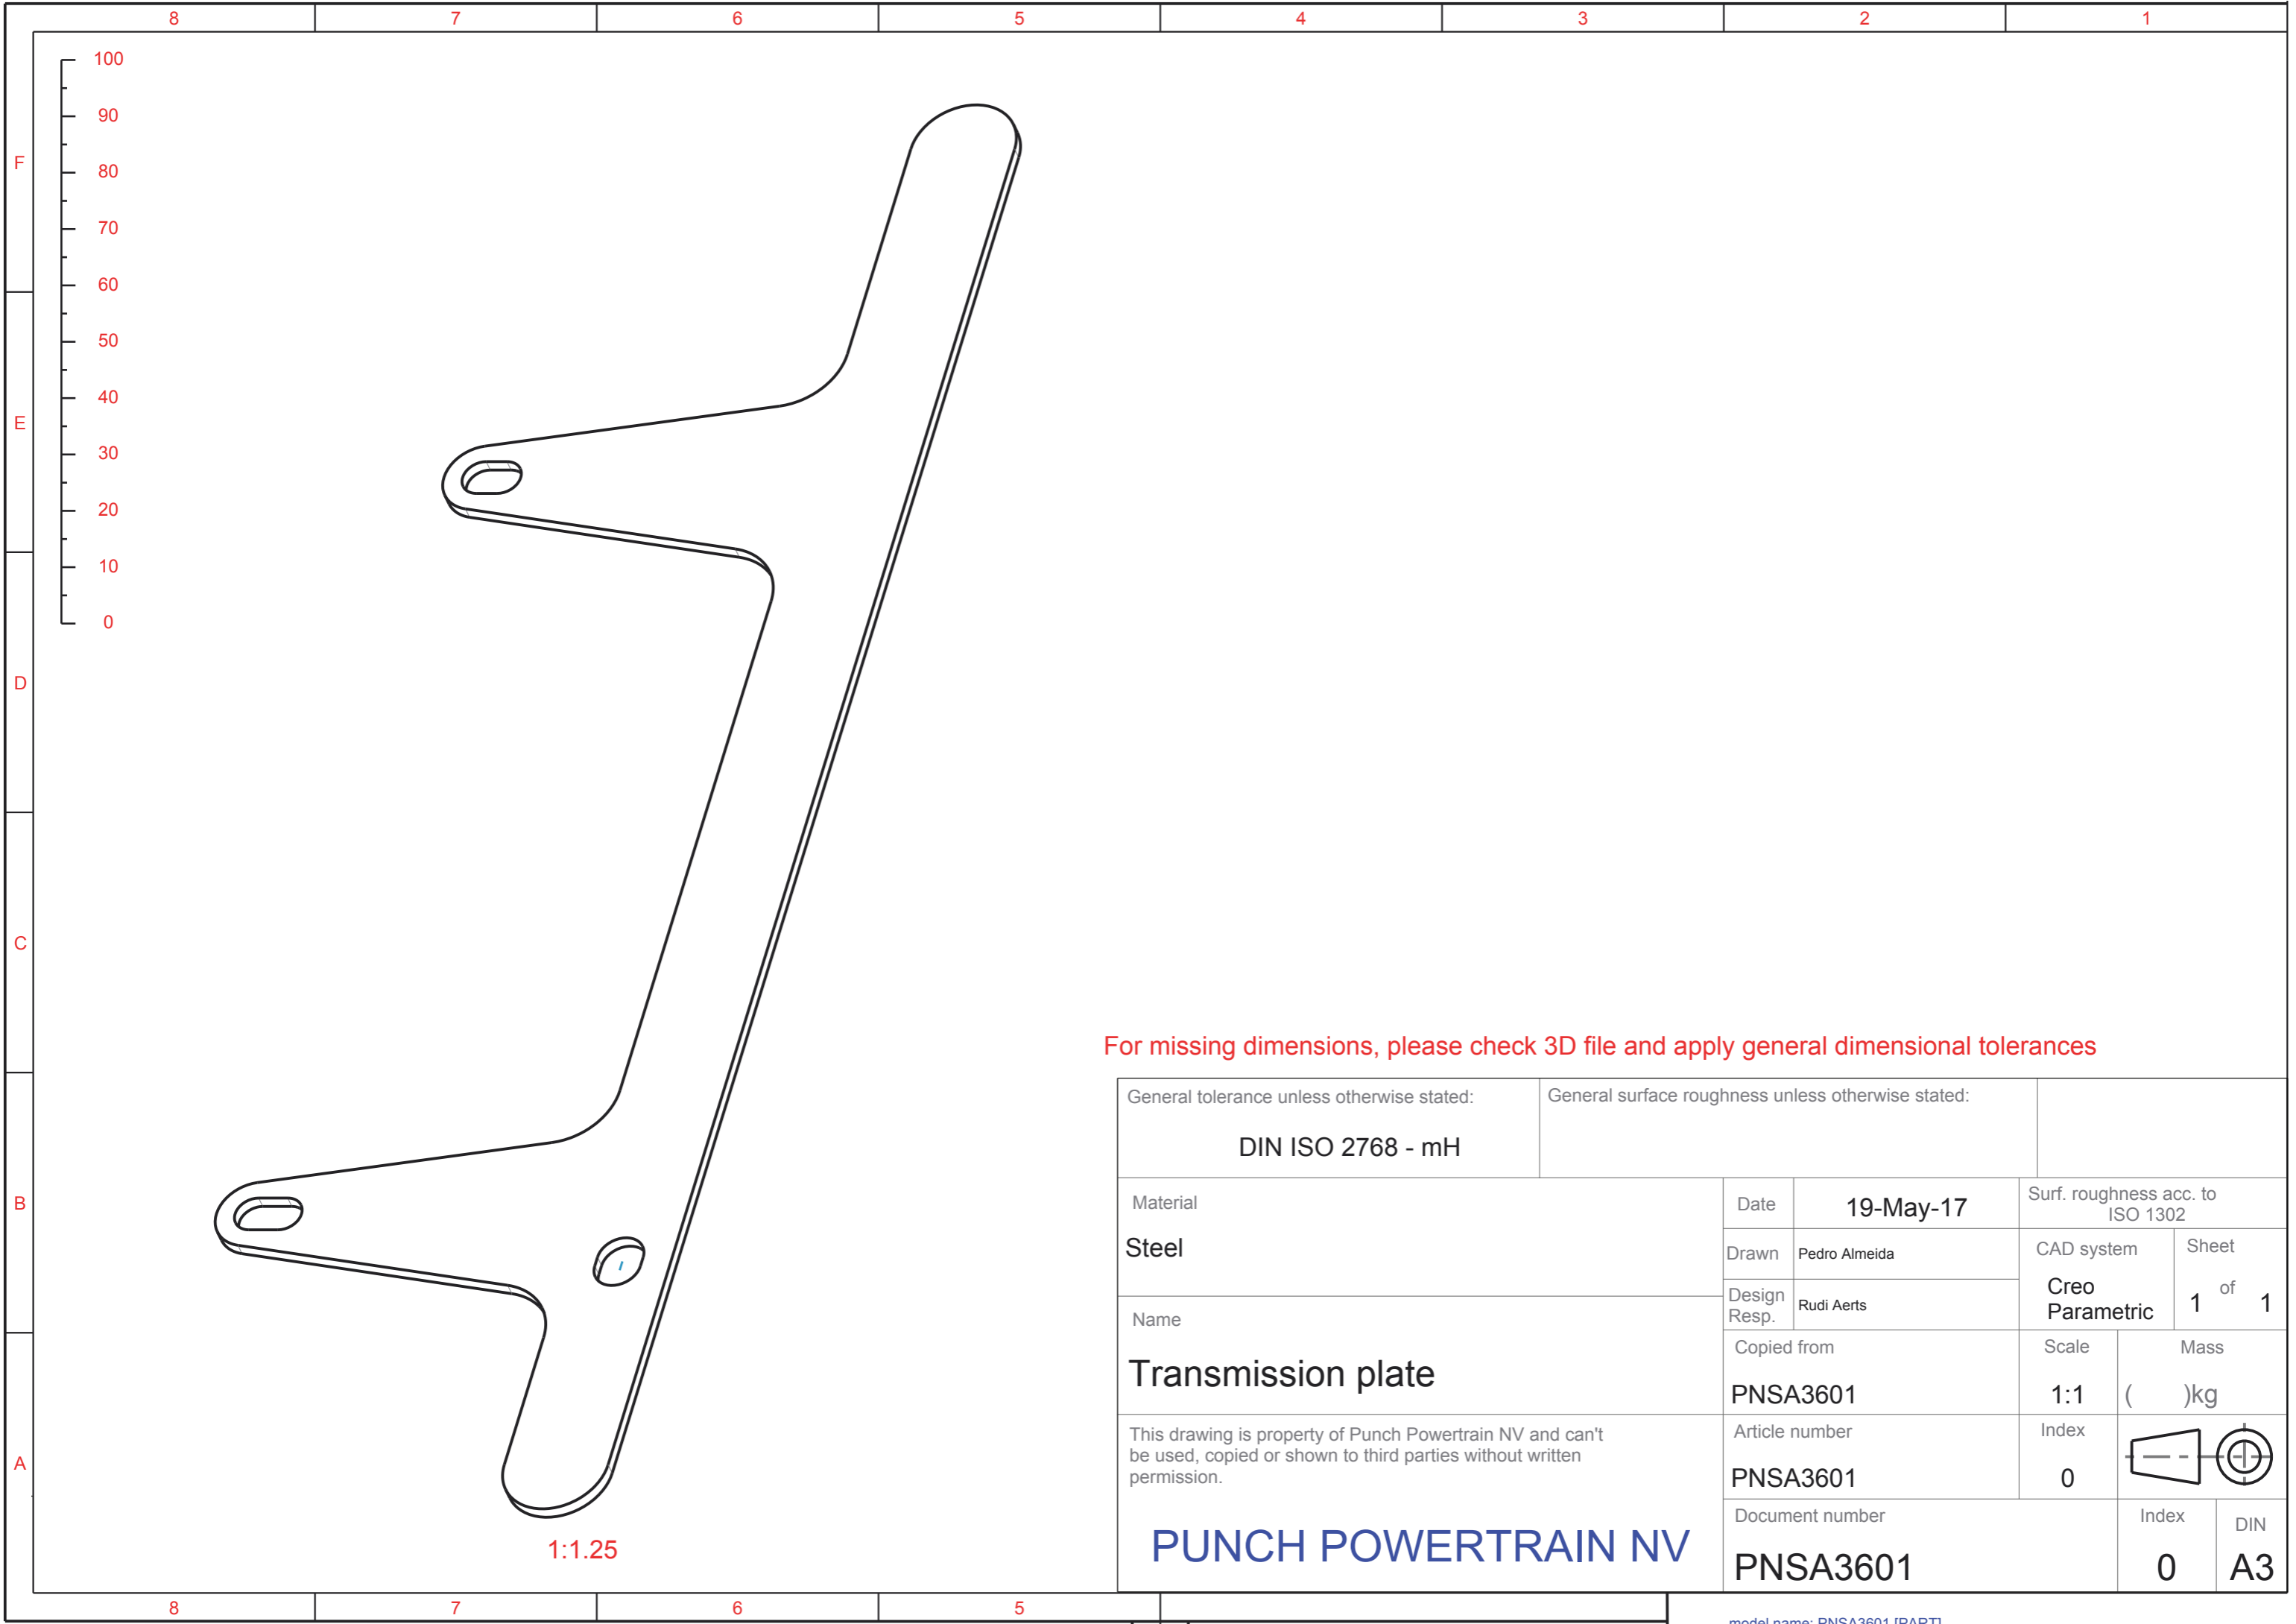 8 7 6 5 4 3 2 1
100
90
80
70
60
50
40
30
20
10
0
F
E
D
C
B
A
1:1.25
For missing dimensions, please check 3D file and apply general dimensional tolerances
General tolerance unless otherwise stated:
DIN ISO 2768 - mH
General surface roughness unless otherwise stated:
Material
Steel
Date
19-May-17
Surf. roughness acc. to
ISO 1302
Drawn
Pedro Almeida
CAD system
Creo
Parametric
Sheet
1 of 1
Design
Resp.
Rudi Aerts
Name
Transmission plate
Copied from
PNSA3601
Scale
1:1
Mass
( )kg
This drawing is property of Punch Powertrain NV and can't
be used, copied or shown to third parties without written
permission.
Article number
PNSA3601
Index
0
PUNCH POWERTRAIN NV
Document number
PNSA3601
Index
0
DIN
A3
8 7 6 5
model name: PNSA3601 [PART]